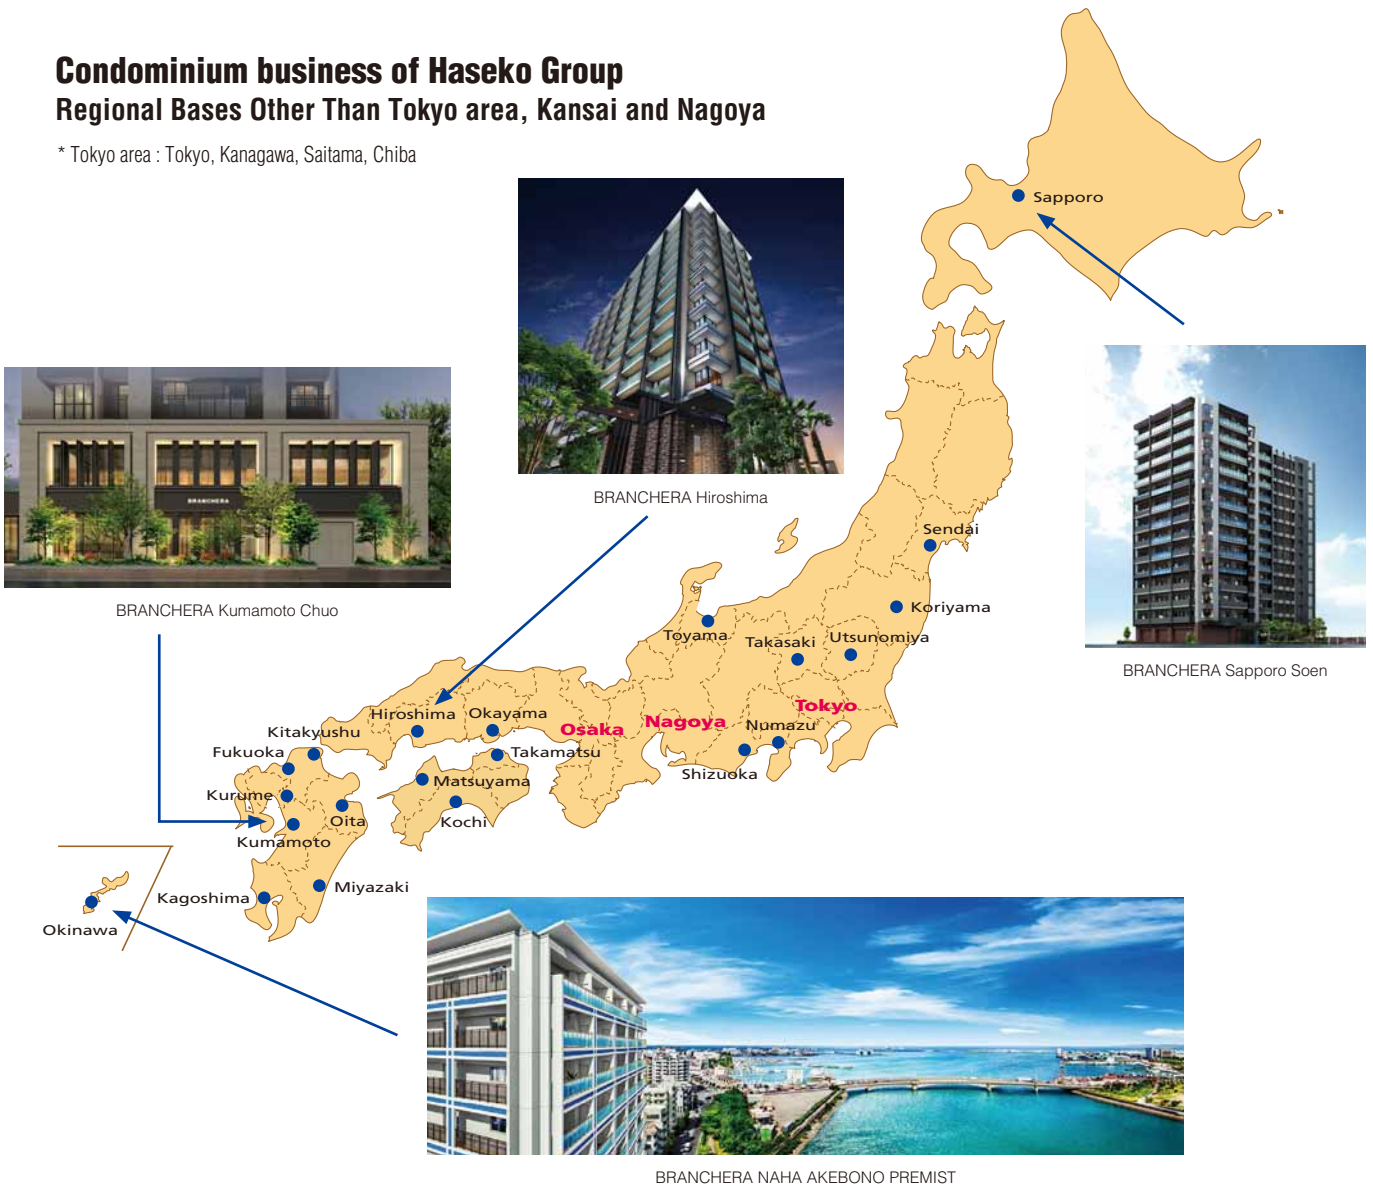 Condominium business of Haseko Group
Regional Bases Other Than Tokyo area, Kansai and Nagoya
* Tokyo area : Tokyo, Kanagawa, Saitama, Chiba
Sapporo
BRANCHERA Hiroshima
BRANCHERA
BRANCHERA Kumamoto Chuo
BRANCHERA Sapporo Soen
Sendai
Koriyama
Toyama
Takasaki
Utsunomiya
Tokyo
Nagoya
Osaka
Numazu
Shizuoka
Hiroshima
Okayama
Kitakyushu
Fukuoka
Takamatsu
Matsuyama
Kochi
Kurume
Oita
Kumamoto
Kagoshima
Miyazaki
Okinawa
BRANCHERA NAHA AKEBONO PREMIST